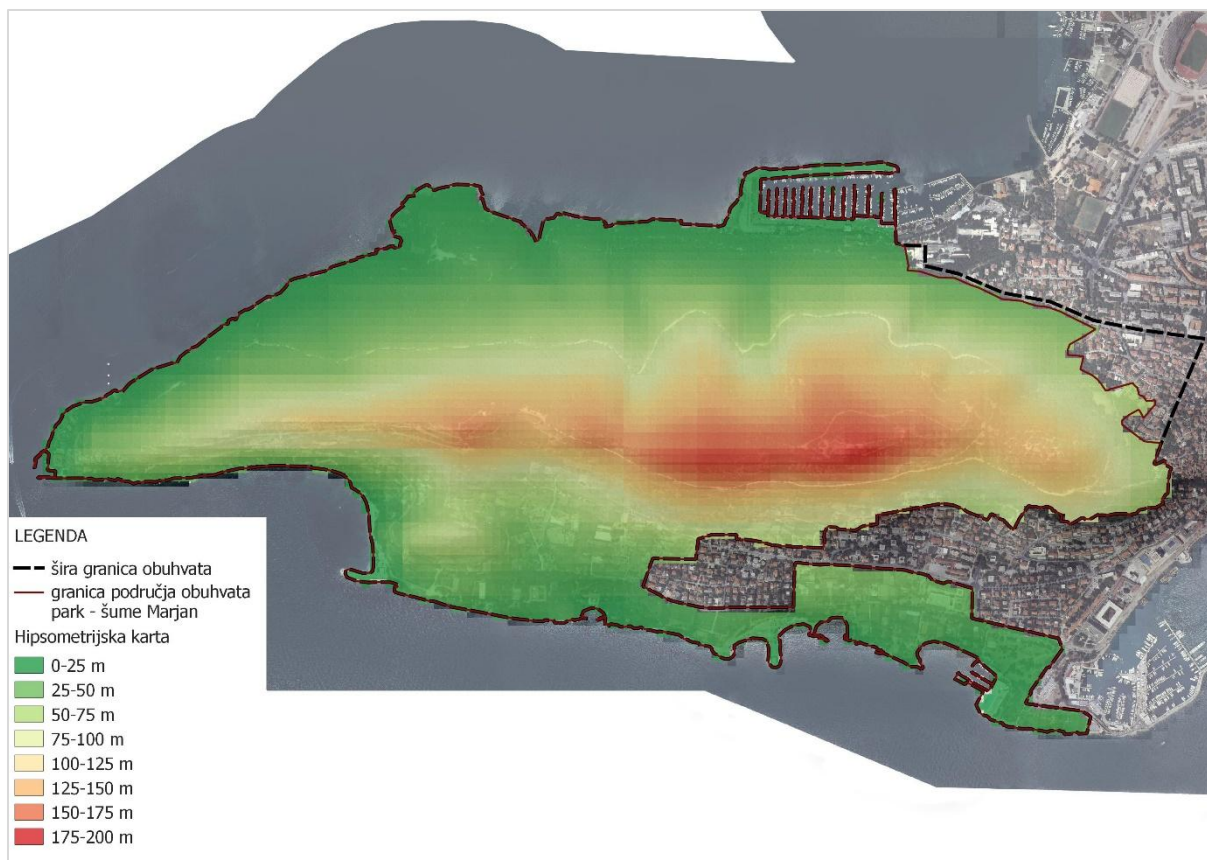 LEGENDA
šira granica obuhvata
granica područja obuhvata
park - šume Marjan
Hipsometrijska karta
0-25 m
25-50 m
50-75 m
75-100 m
100-125 m
125-150 m
150-175 m
175-200 m